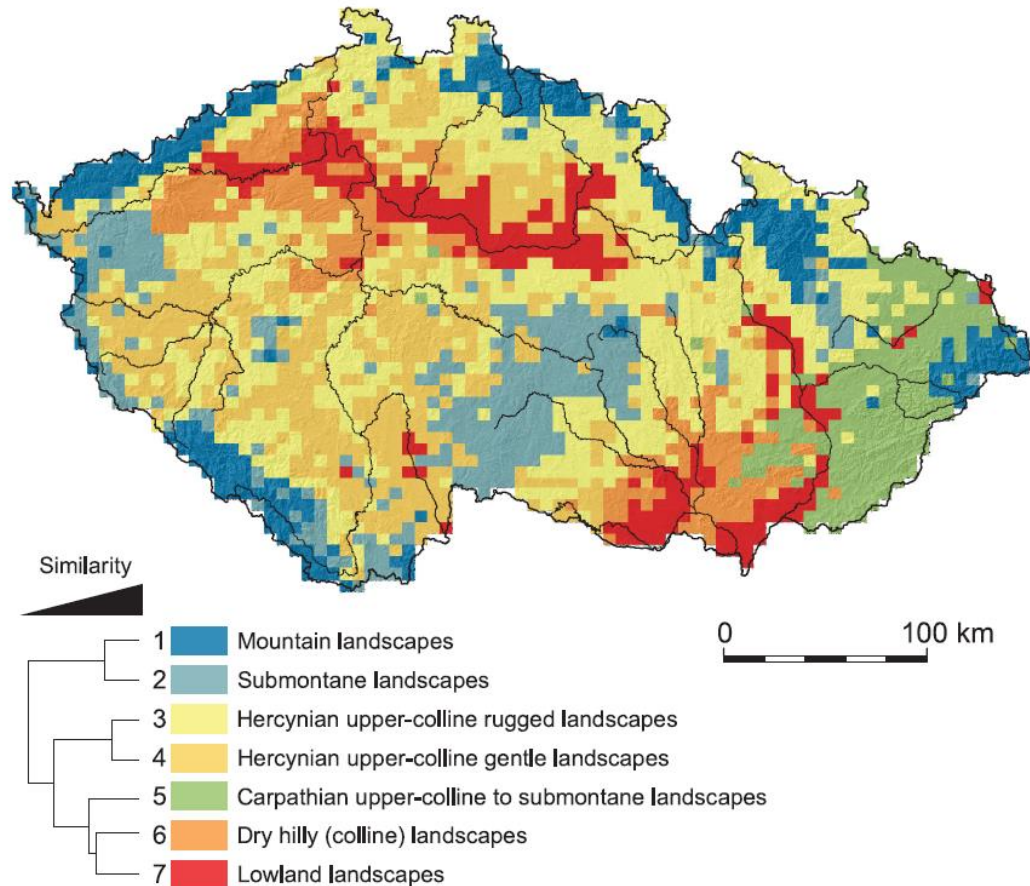 Similarity
0 100 km
1 Mountain landscapes
2 Submontane landscapes
3 Hercynian upper-colline rugged landscapes
4 Hercynian upper-colline gentle landscapes
5 Carpathian upper-colline to submontane landscapes
6 Dry hilly (colline) landscapes
7 Lowland landscapes